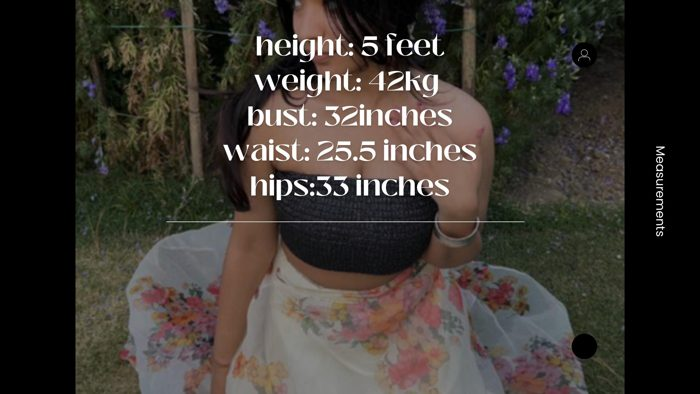 height: 5 feet
weight: 42kg
bust: 32inches
waist: 25.5 inches
hips:33 inches
Measurements